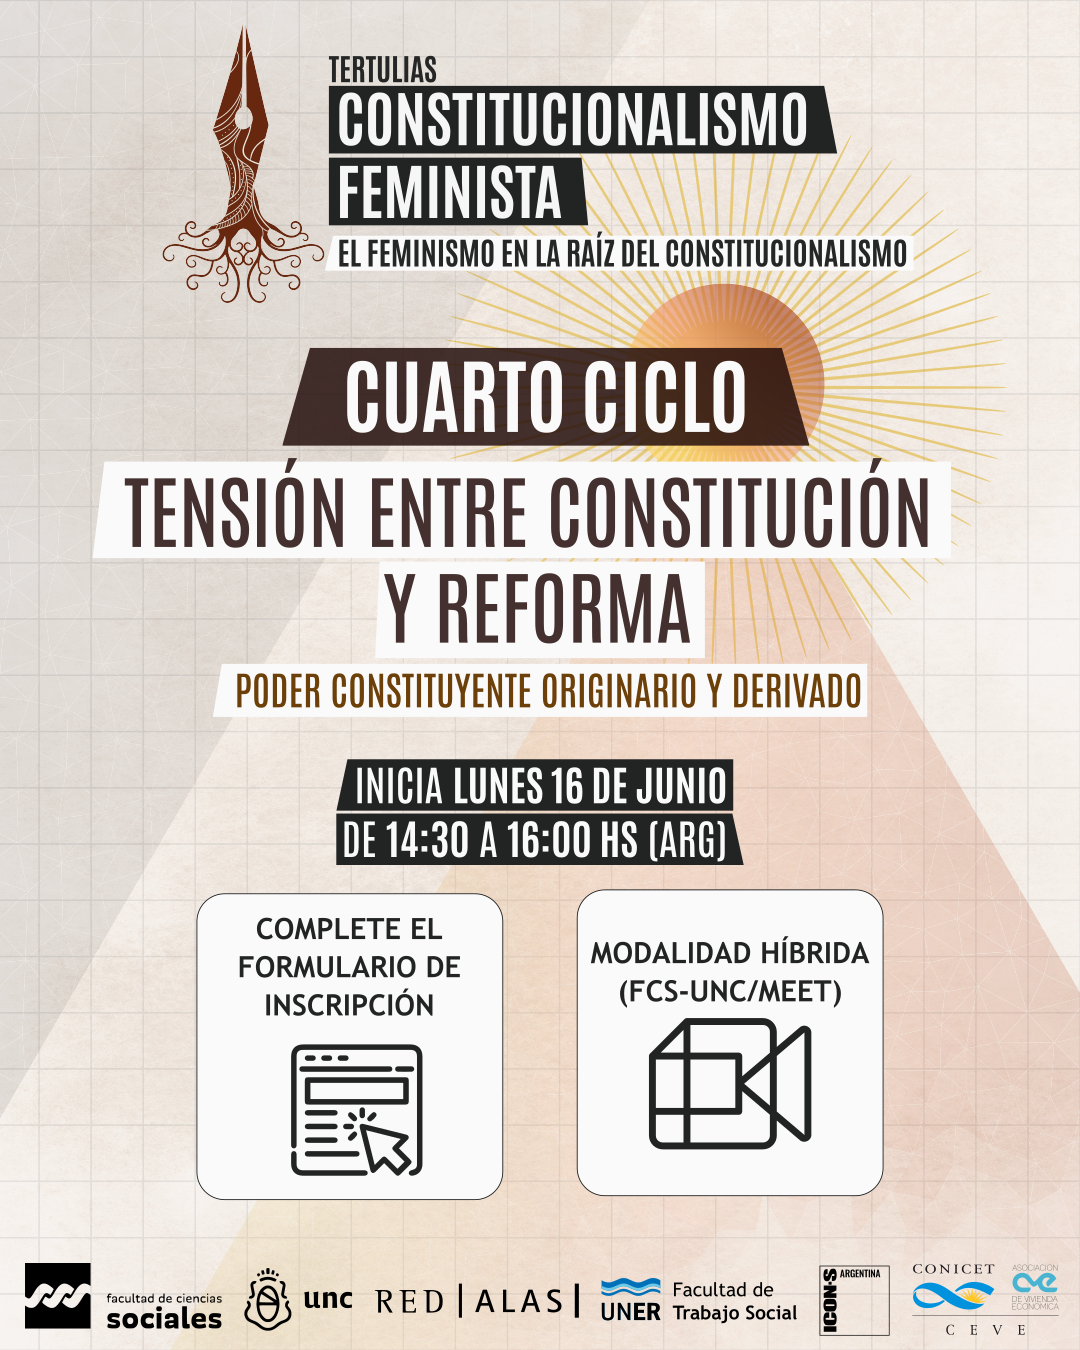 TERTULIAS
CONSTITUCIONALISMO
FEMINISTA
EL FEMINISMO EN LA RAÍZ DEL CONSTITUCIONALISMO
CUARTO CICLO
TENSIÓN ENTRE CONSTITUCIÓN
Y REFORMA
PODER CONSTITUYENTE ORIGINARIO Y DERIVADO
INICIA LUNES 16 DE JUNIO
DE 14:30 A 16:00 HS (ARG)
COMPLETE EL
FORMULARIO DE
INSCRIPCIÓN
MODALIDAD HÍBRIDA
(FCS-UNC/MEET)
facultad de ciencias
sociales
unc
RED | ALAS |
UNER
Facultad de
Trabajo Social
ICON•S
ARGENTINA
CONICET
CEVE
ASOCIACIÓN
DE VIVIENDA
ECONÓMICA